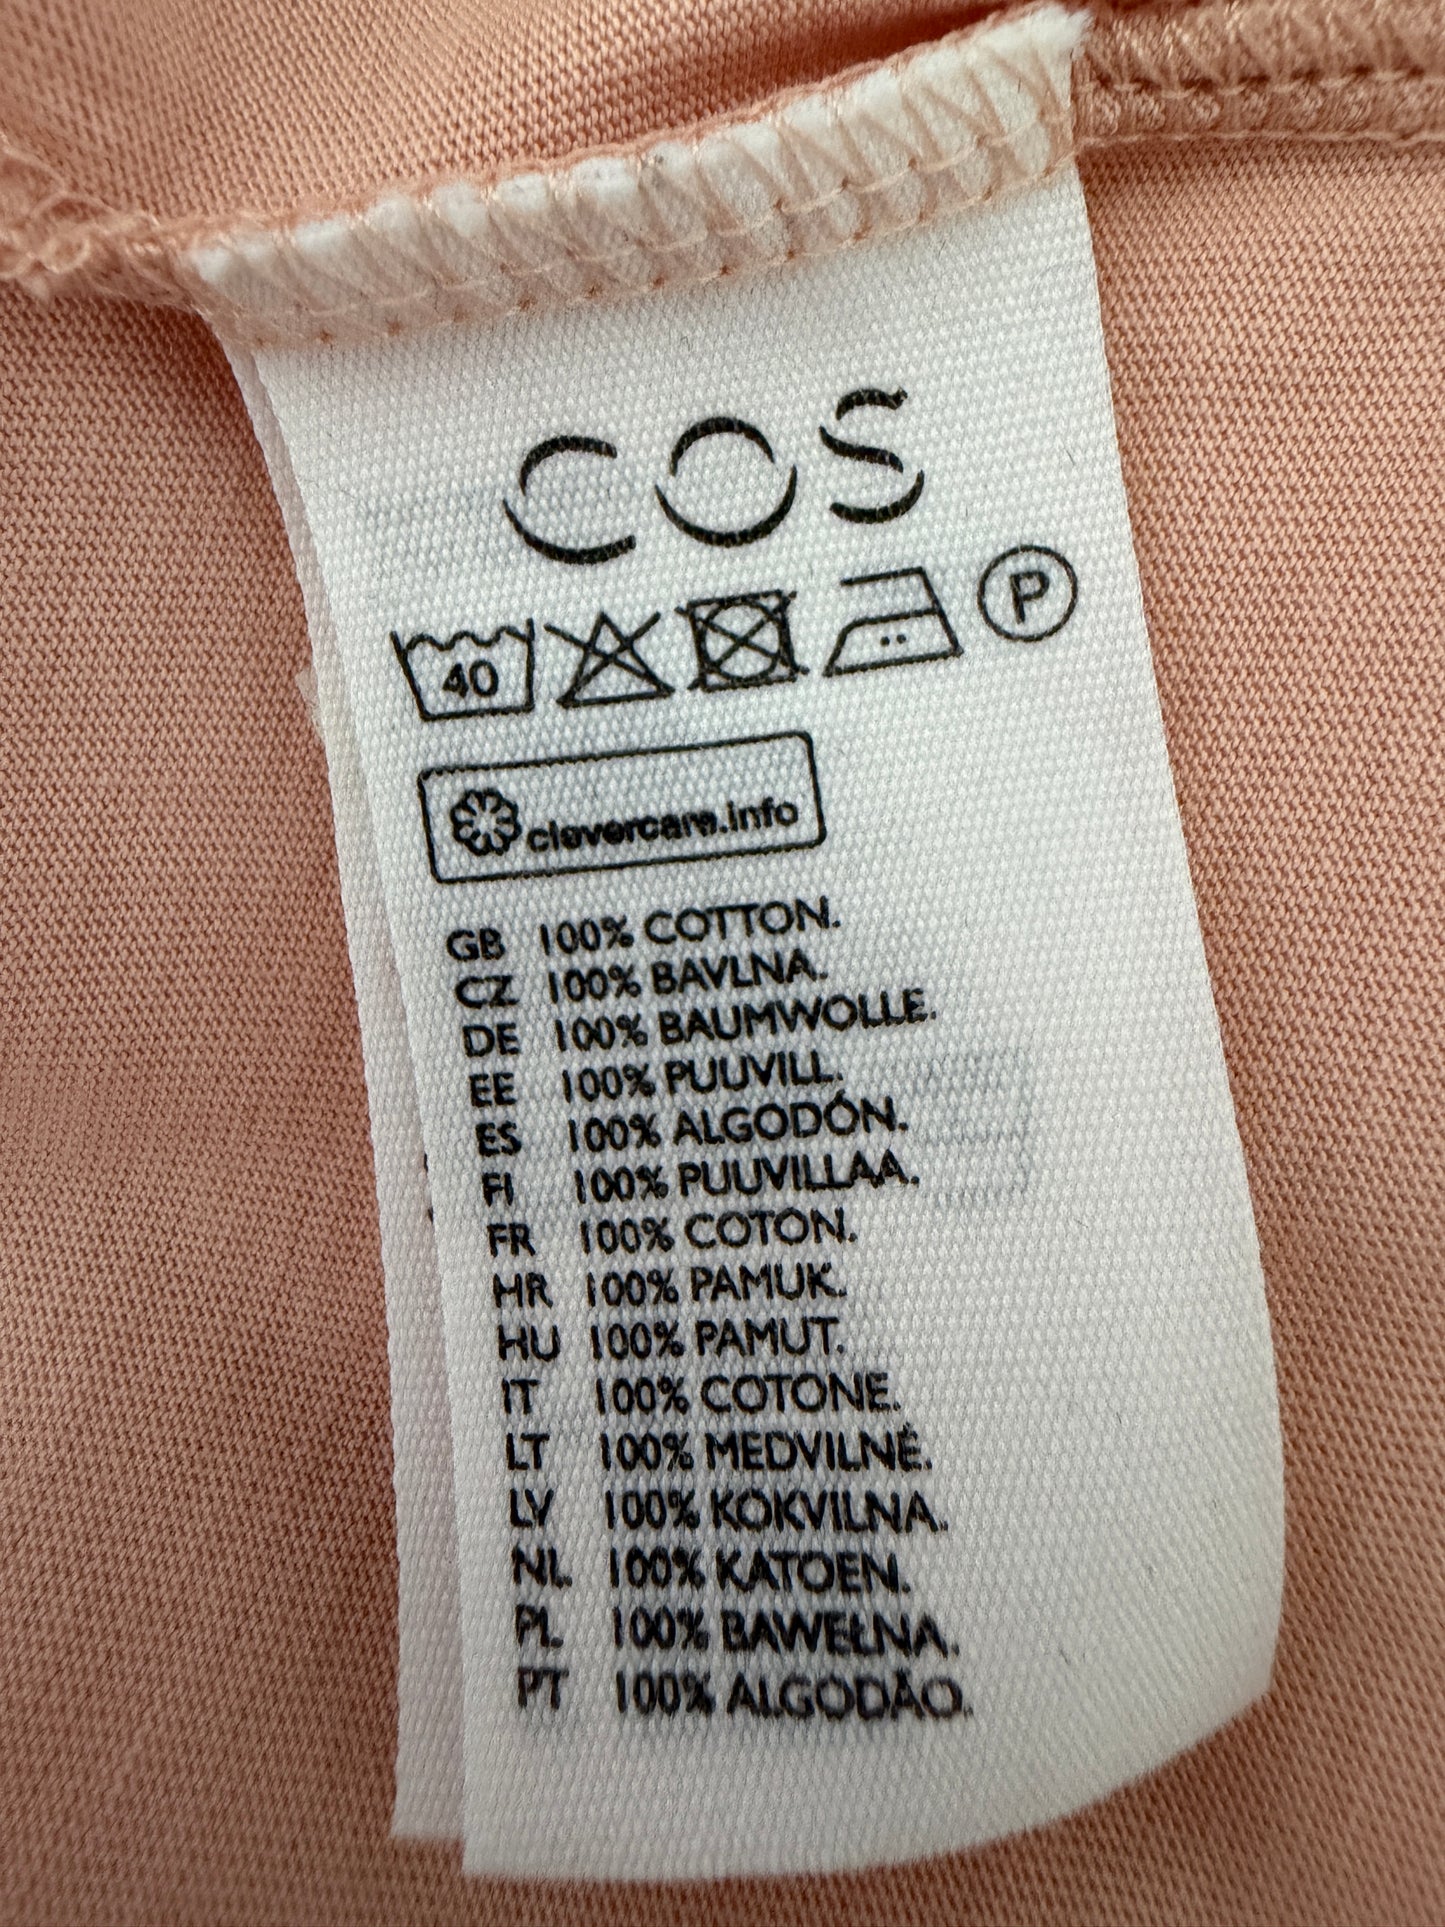 COS
40 P
clevercare.info
GB 100% COTTON.
CZ 100% BAVLNA.
DE 100% BAUMWOLLE.
EE 100% PUUVILL.
ES 100% ALGODÓN.
FI 100% PUUVILLAA.
FR 100% COTON.
HR 100% PAMUK.
HU 100% PAMUT.
IT 100% COTONE.
LT 100% MEDVILNĖ.
LV 100% KOKVILNA.
NL 100% KATOEN.
PL 100% BAWEŁNA.
PT 100% ALGODÃO.